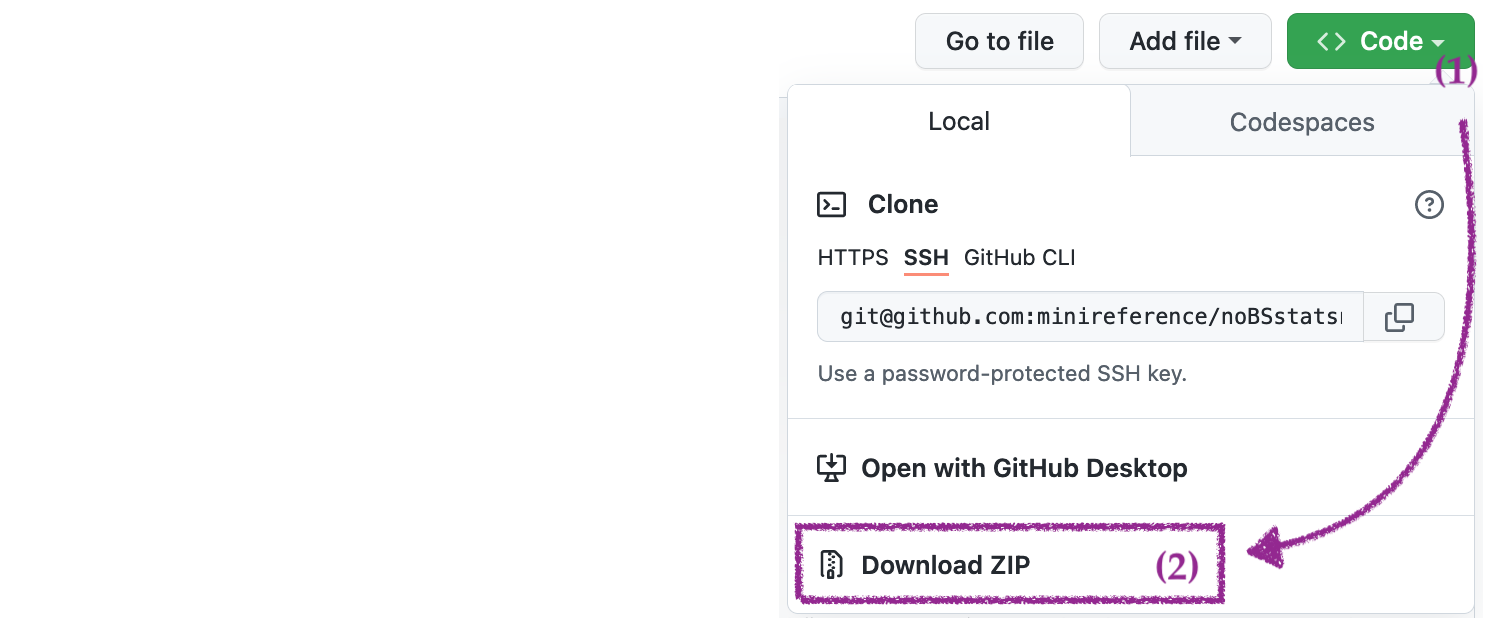 Go to file Add file Code
(1)
Local Codespaces
Clone
HTTPS SSH GitHub CLI
git@github.com:minireference/noBSstats
Use a password-protected SSH key.
Open with GitHub Desktop
Download ZIP (2)